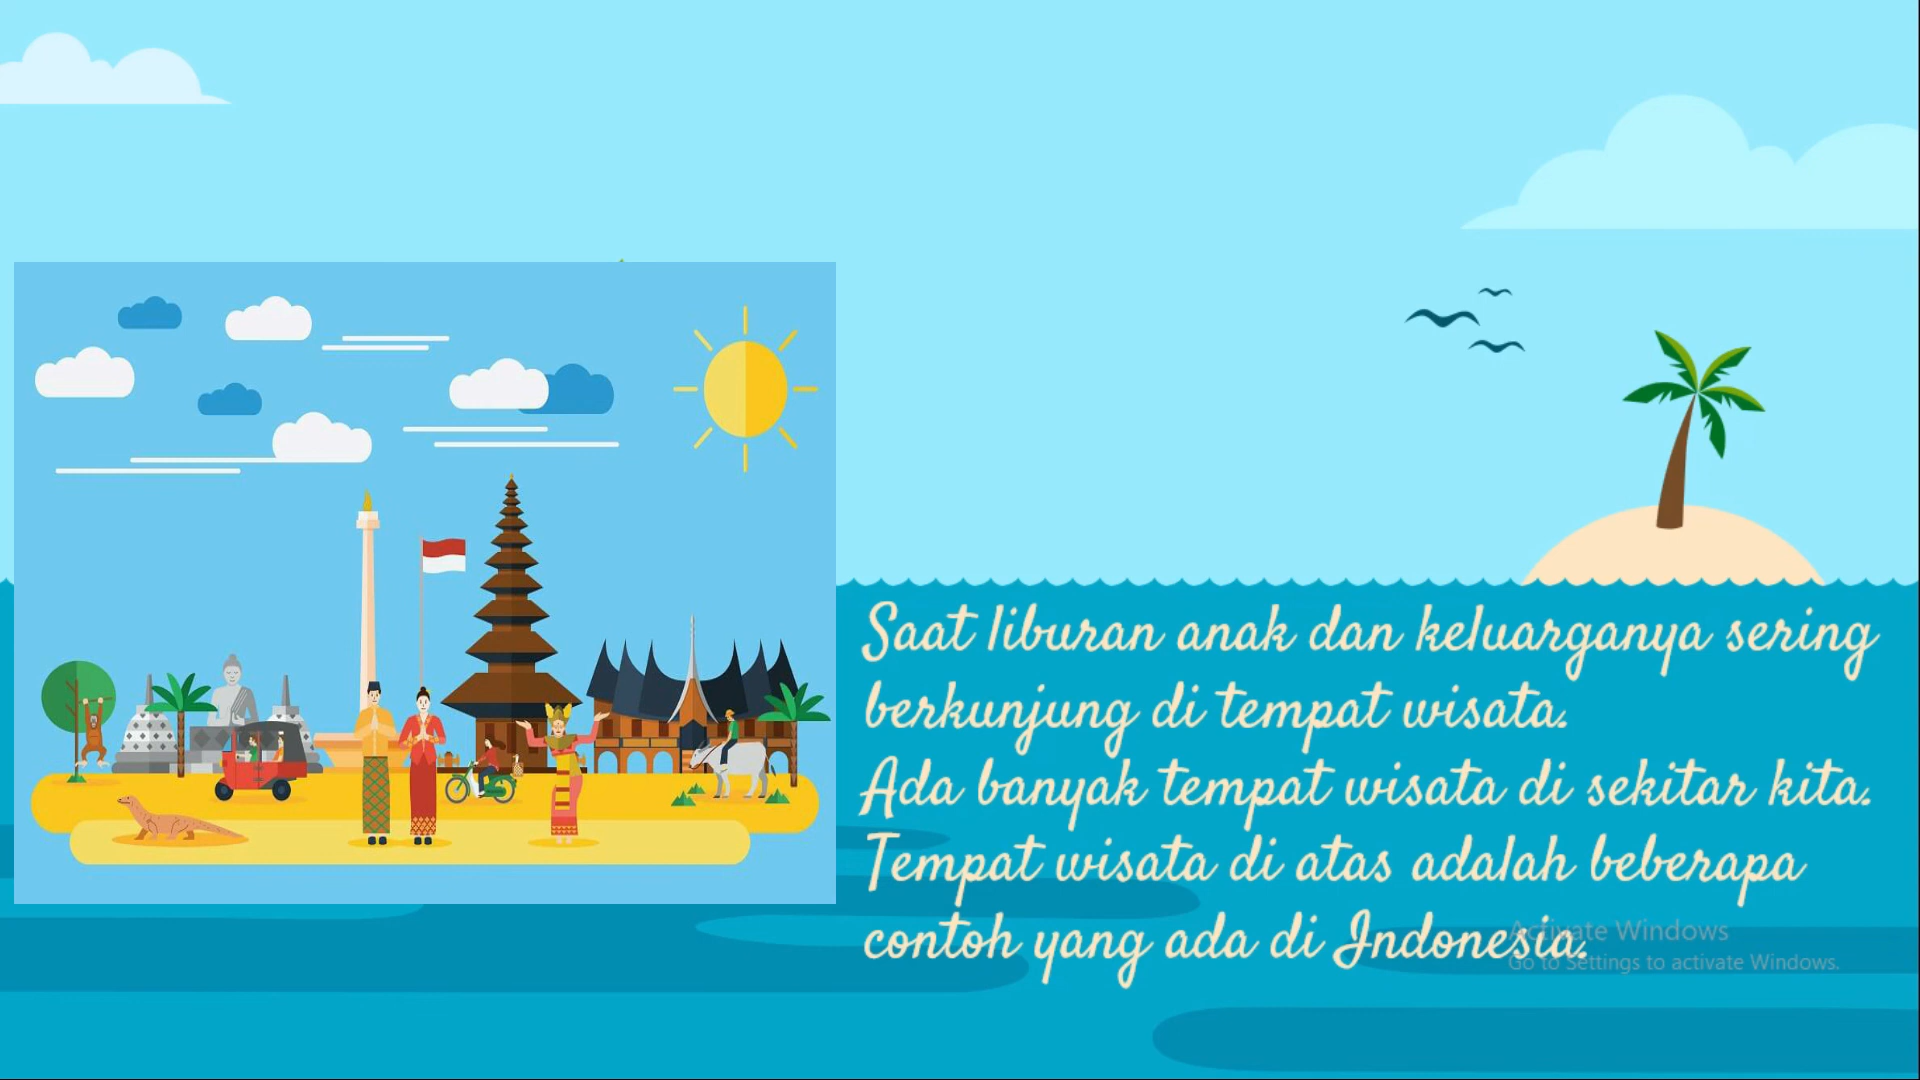 Saat liburan anak dan keluarganya sering
berkunjung di tempat wisata.
Ada banyak tempat wisata di sekitar kita.
Tempat wisata di atas adalah beberapa
contoh yang ada di Indonesia.
Activate Windows
Go to Settings to activate Windows.